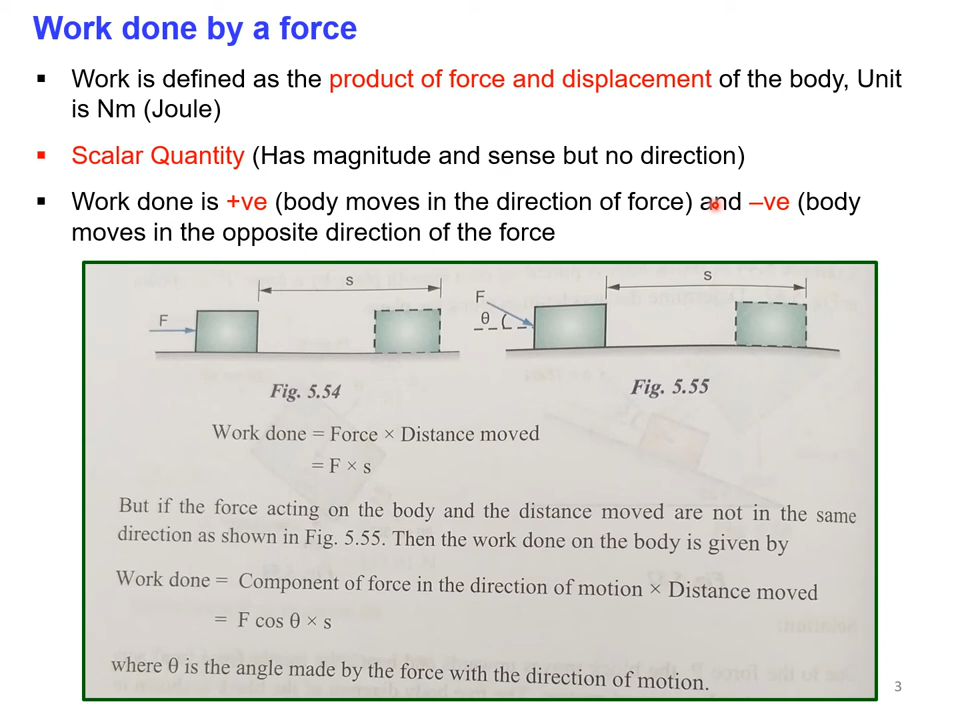 Work done by a force
▪ Work is defined as the product of force and displacement of the body, Unit
is Nm (Joule)
▪ Scalar Quantity (Has magnitude and sense but no direction)
▪ Work done is +ve (body moves in the direction of force) and –ve (body
moves in the opposite direction of the force
s
F
Fig. 5.54
s
F
θ
Fig. 5.55
Work done = Force × Distance moved
= F × s
But if the force acting on the body and the distance moved are not in the same
direction as shown in Fig. 5.55. Then the work done on the body is given by
Work done = Component of force in the direction of motion × Distance moved
= F cos θ × s
where θ is the angle made by the force with the direction of motion.
3